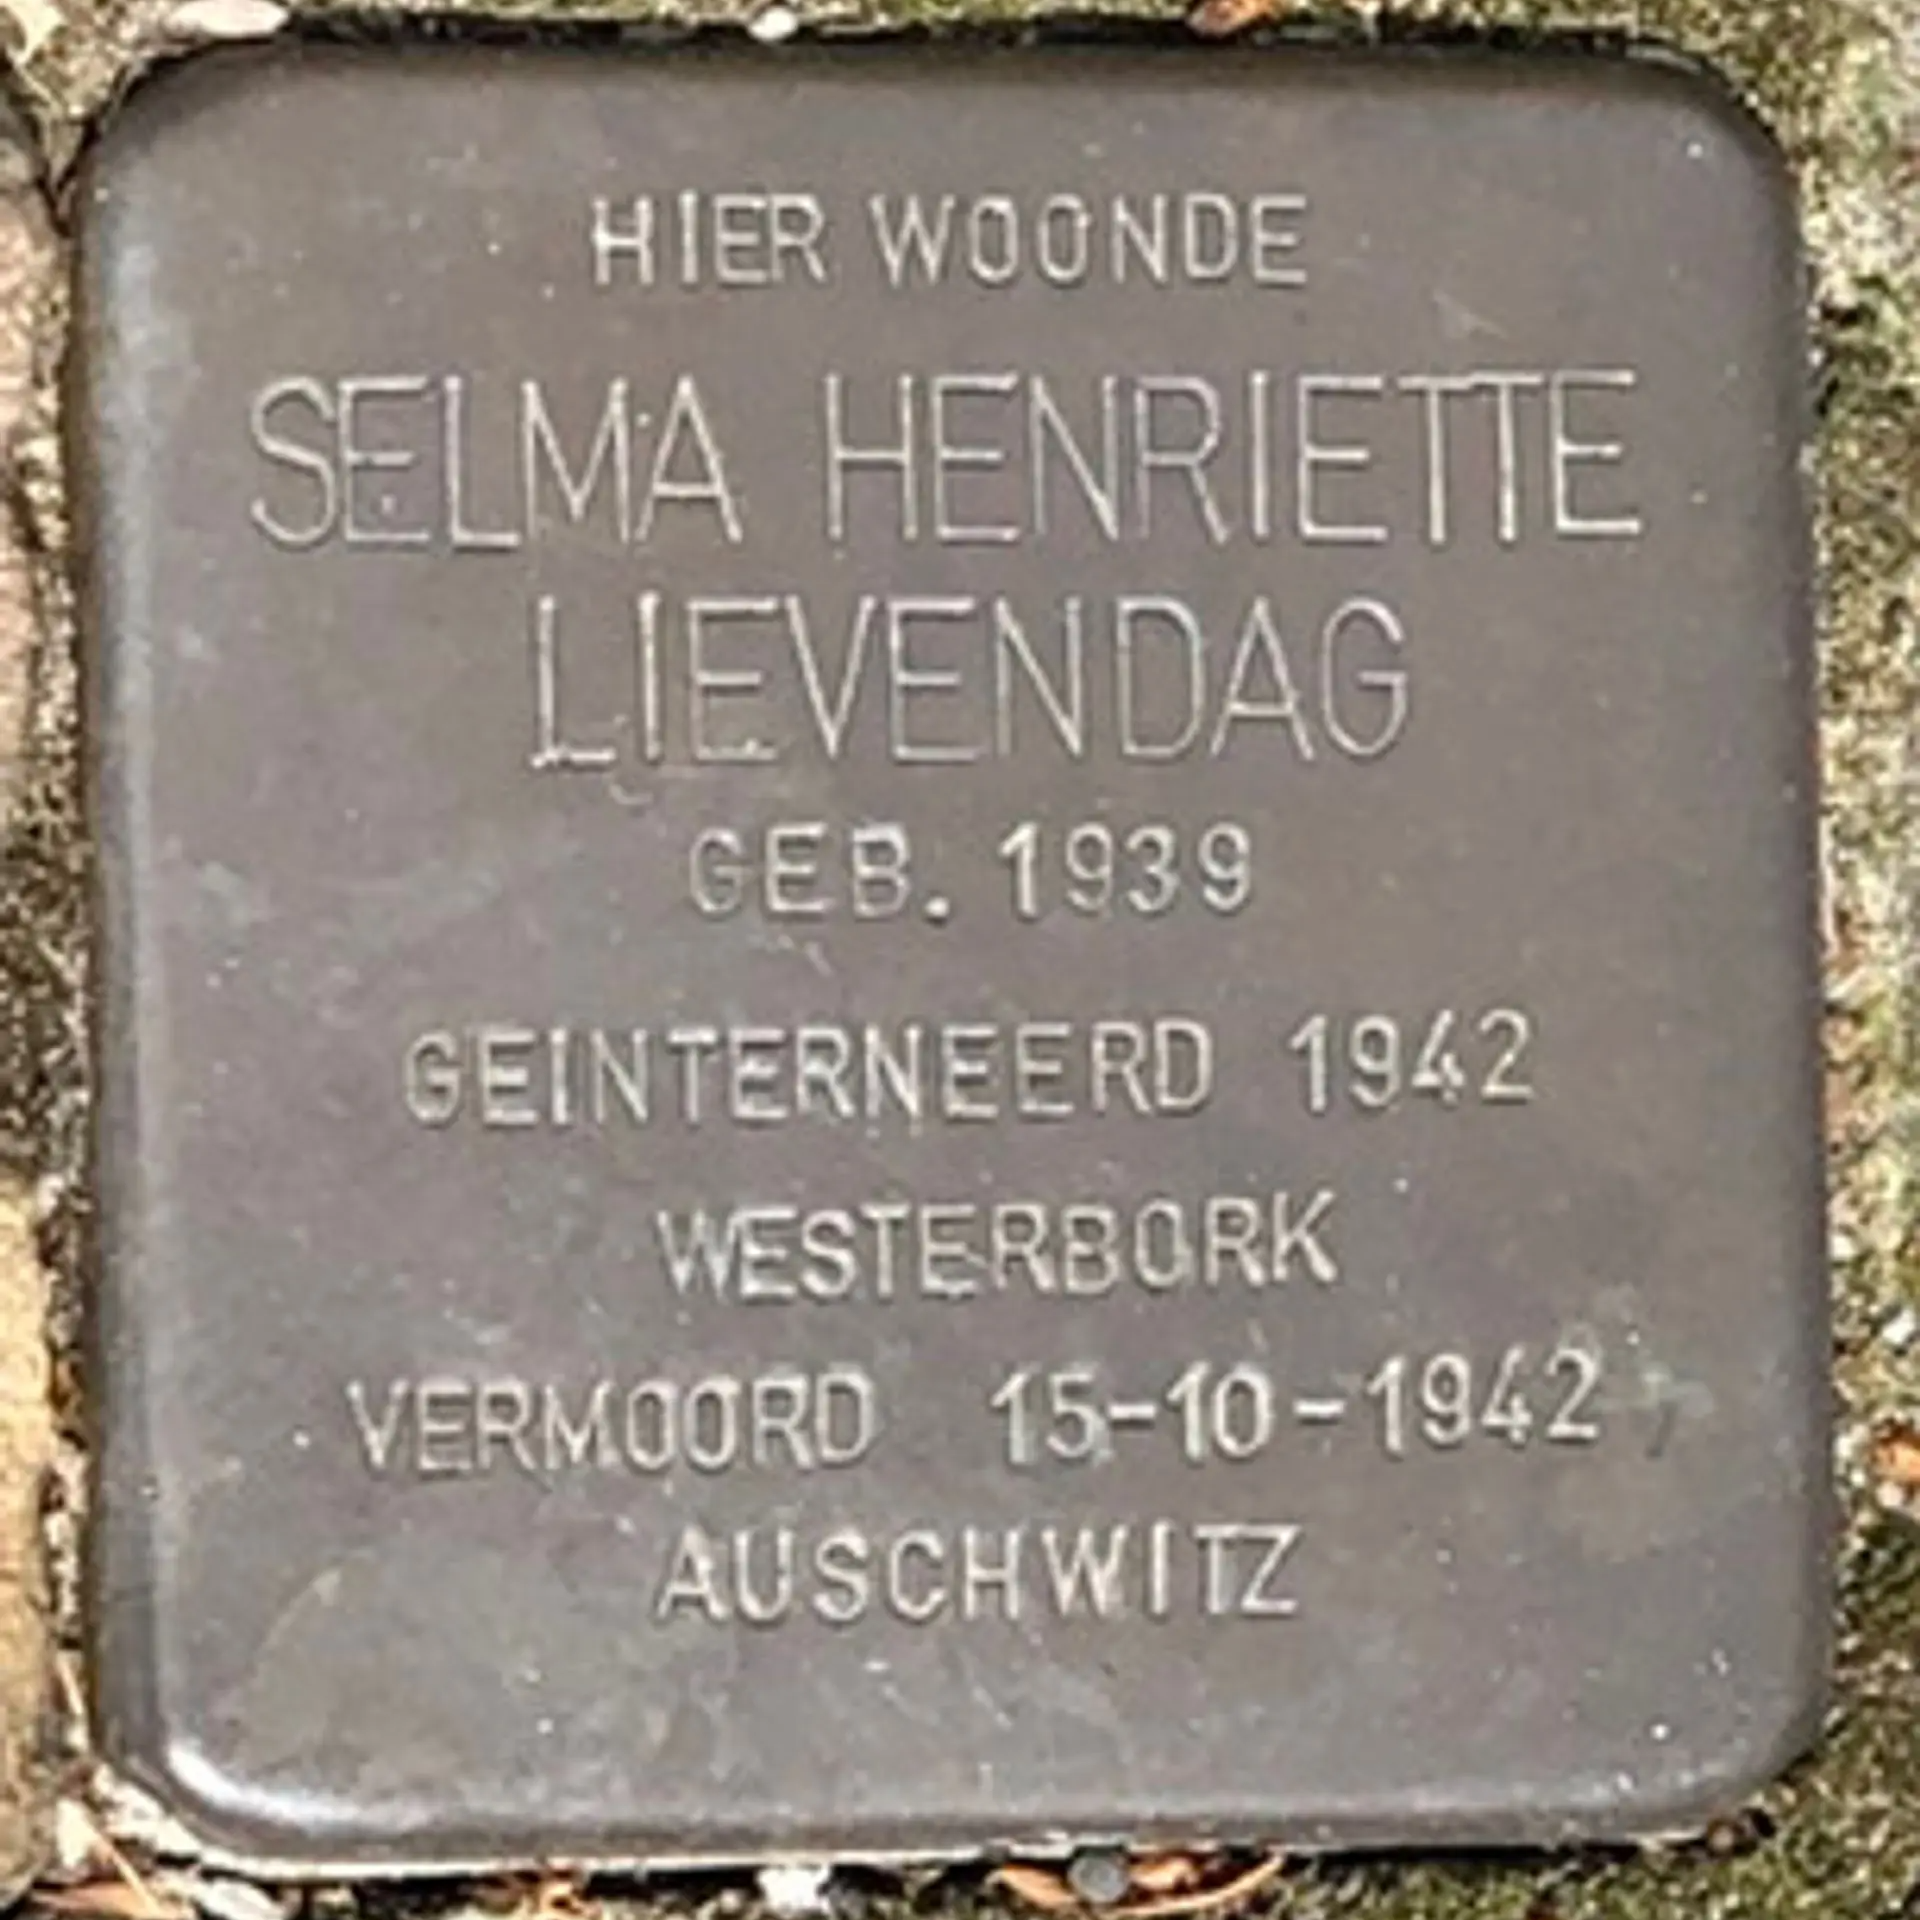 HIER WOONDE
SELMA HENRIETTE
LIEVENDAG
GEB. 1939
GEINTERNEERD 1942
WESTERBORK
VERMOORD 15-10-1942
AUSCHWITZ